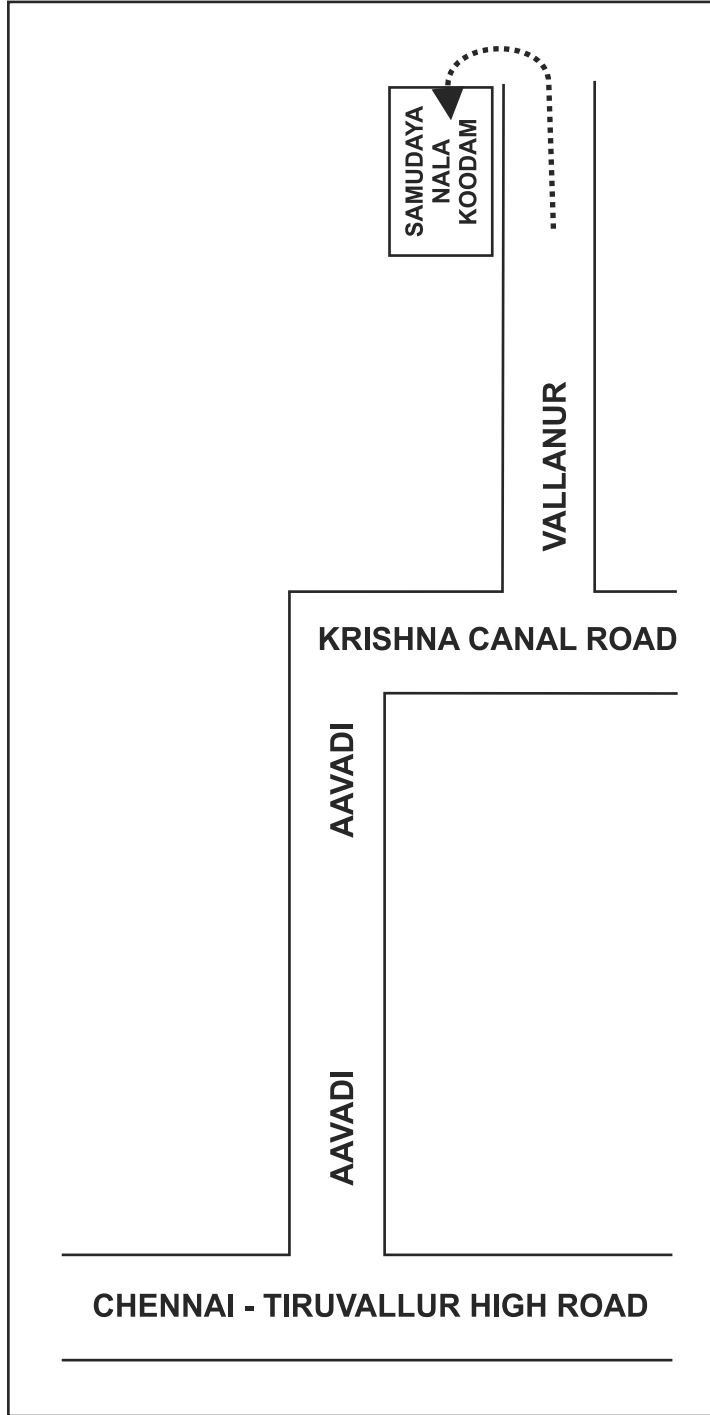 SAMUDAYA
NALA
KOODAM
VALLANUR
KRISHNA CANAL ROAD
AAVADI
AAVADI
CHENNAI - TIRUVALLUR HIGH ROAD